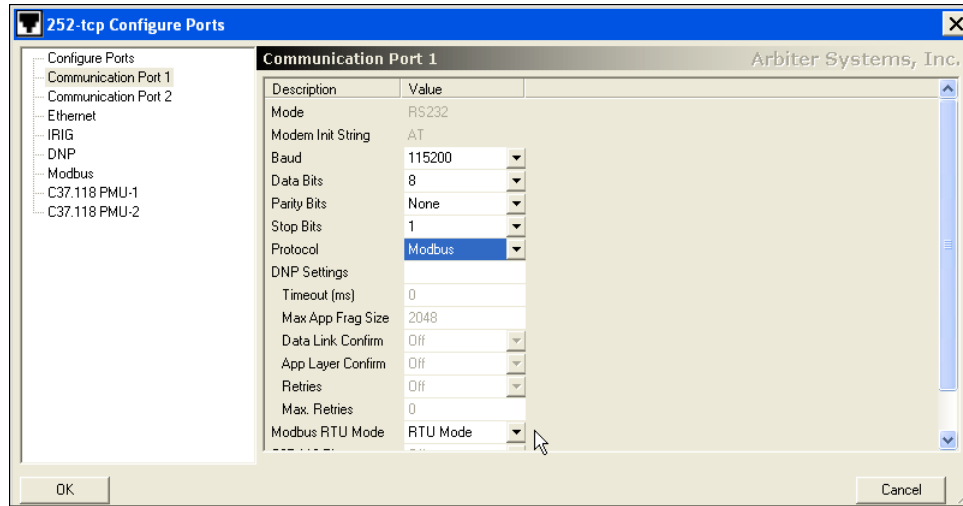 252-tcp Configure Ports
Configure Ports
Communication Port 1
Communication Port 2
Ethernet
IRIG
DNP
Modbus
C37.118 PMU-1
C37.118 PMU-2
Communication Port 1
Arbiter Systems, Inc.
Description Value
Mode RS232
Modem Init String AT
Baud 115200
Data Bits 8
Parity Bits None
Stop Bits 1
Protocol Modbus
DNP Settings
Timeout (ms) 0
Max App Frag Size 2048
Data Link Confirm Off
App Layer Confirm Off
Retries Off
Max. Retries 0
Modbus RTU Mode RTU Mode
OK
Cancel